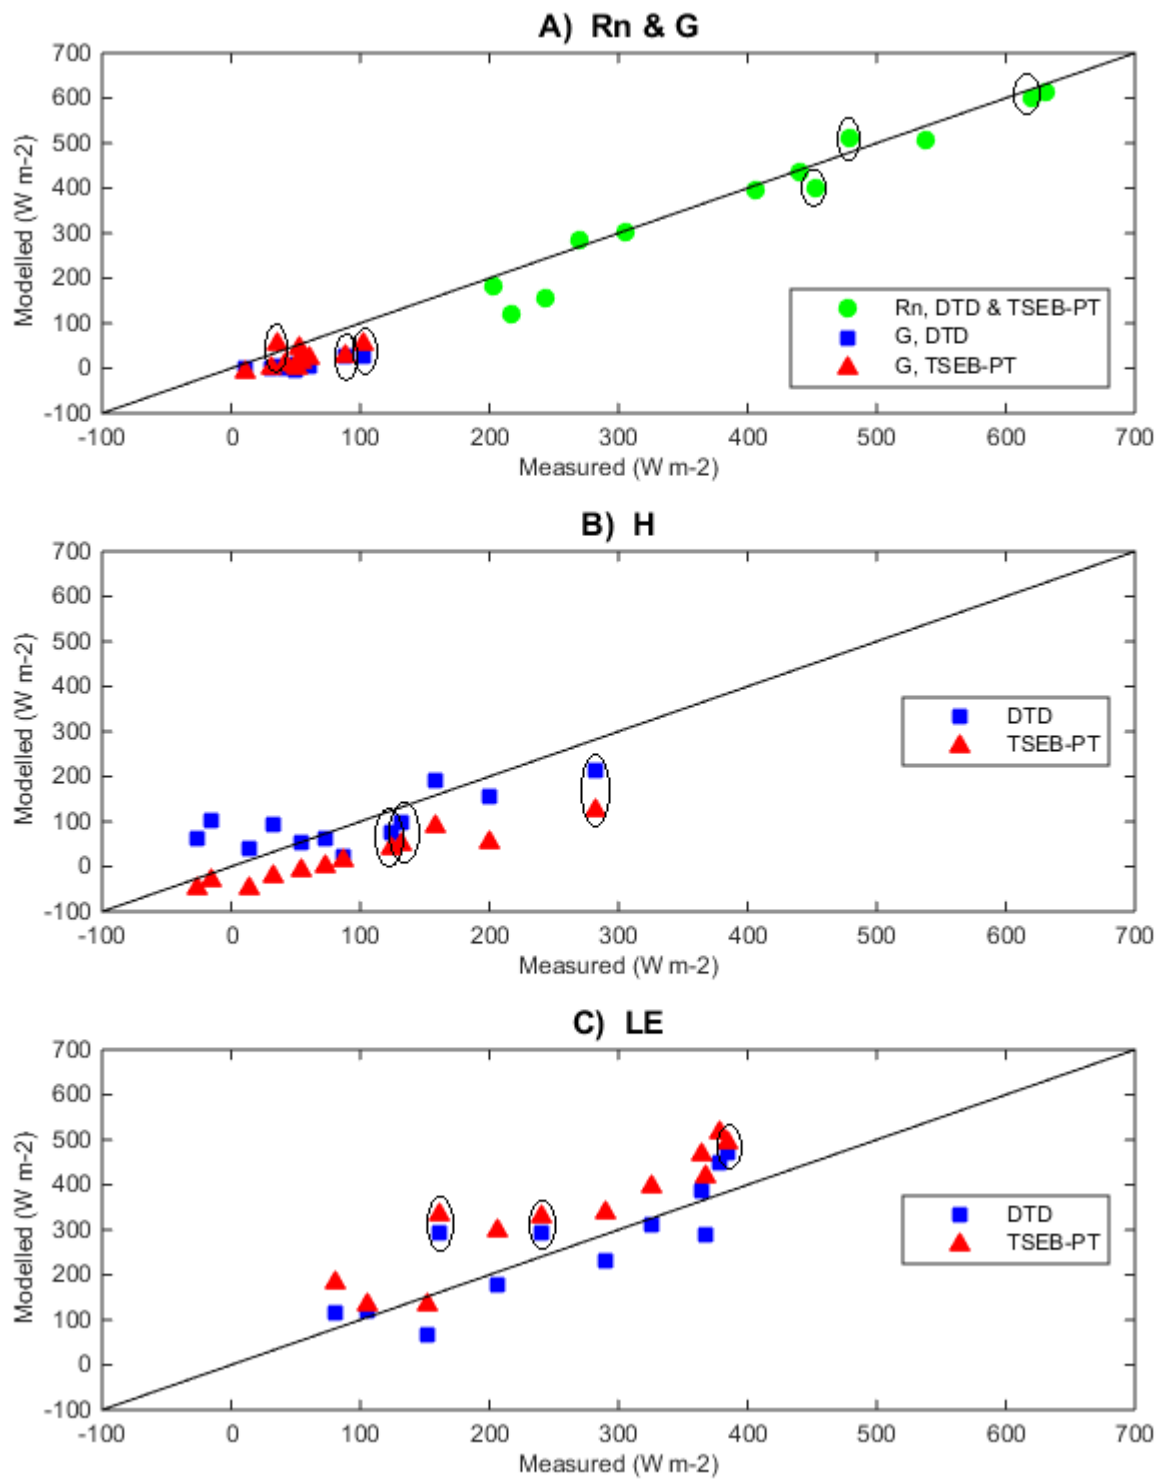 A) Rn & G
700
600
500
400
300
200
100
0
-100
Modelled (W m-2)
Rn, DTD & TSEB-PT
G, DTD
G, TSEB-PT
-100 0 100 200 300 400 500 600 700
Measured (W m-2)
B) H
700
600
500
400
300
200
100
0
-100
Modelled (W m-2)
DTD
TSEB-PT
-100 0 100 200 300 400 500 600 700
Measured (W m-2)
C) LE
700
600
500
400
300
200
100
0
-100
Modelled (W m-2)
DTD
TSEB-PT
-100 0 100 200 300 400 500 600 700
Measured (W m-2)